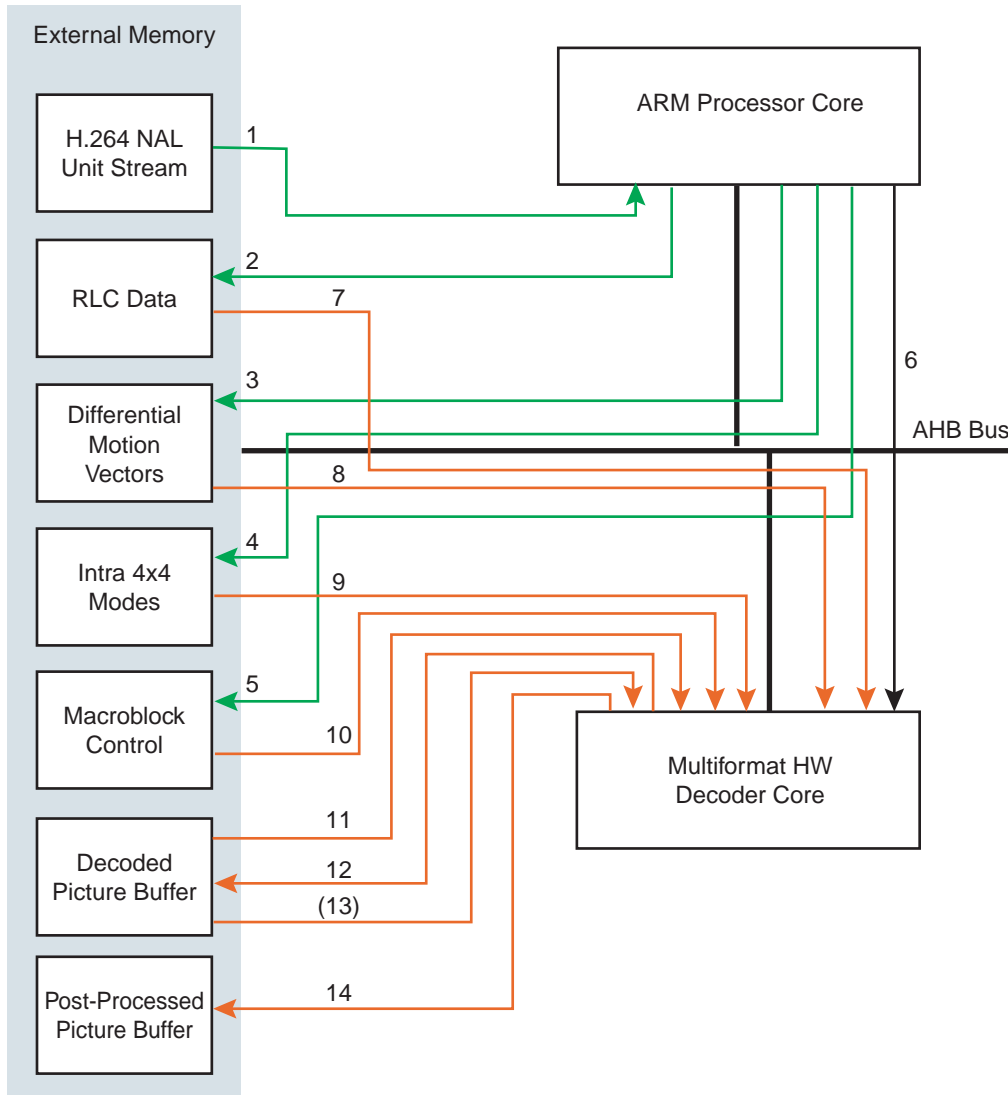 External Memory
ARM Processor Core
H.264 NAL
Unit Stream
1
2
RLC Data
7
3
6
Differential
Motion
Vectors
AHB Bus
8
4
Intra 4x4
Modes
9
5
Macroblock
Control
10
Multiformat HW
Decoder Core
11
Decoded
Picture Buffer
12
(13)
14
Post-Processed
Picture Buffer